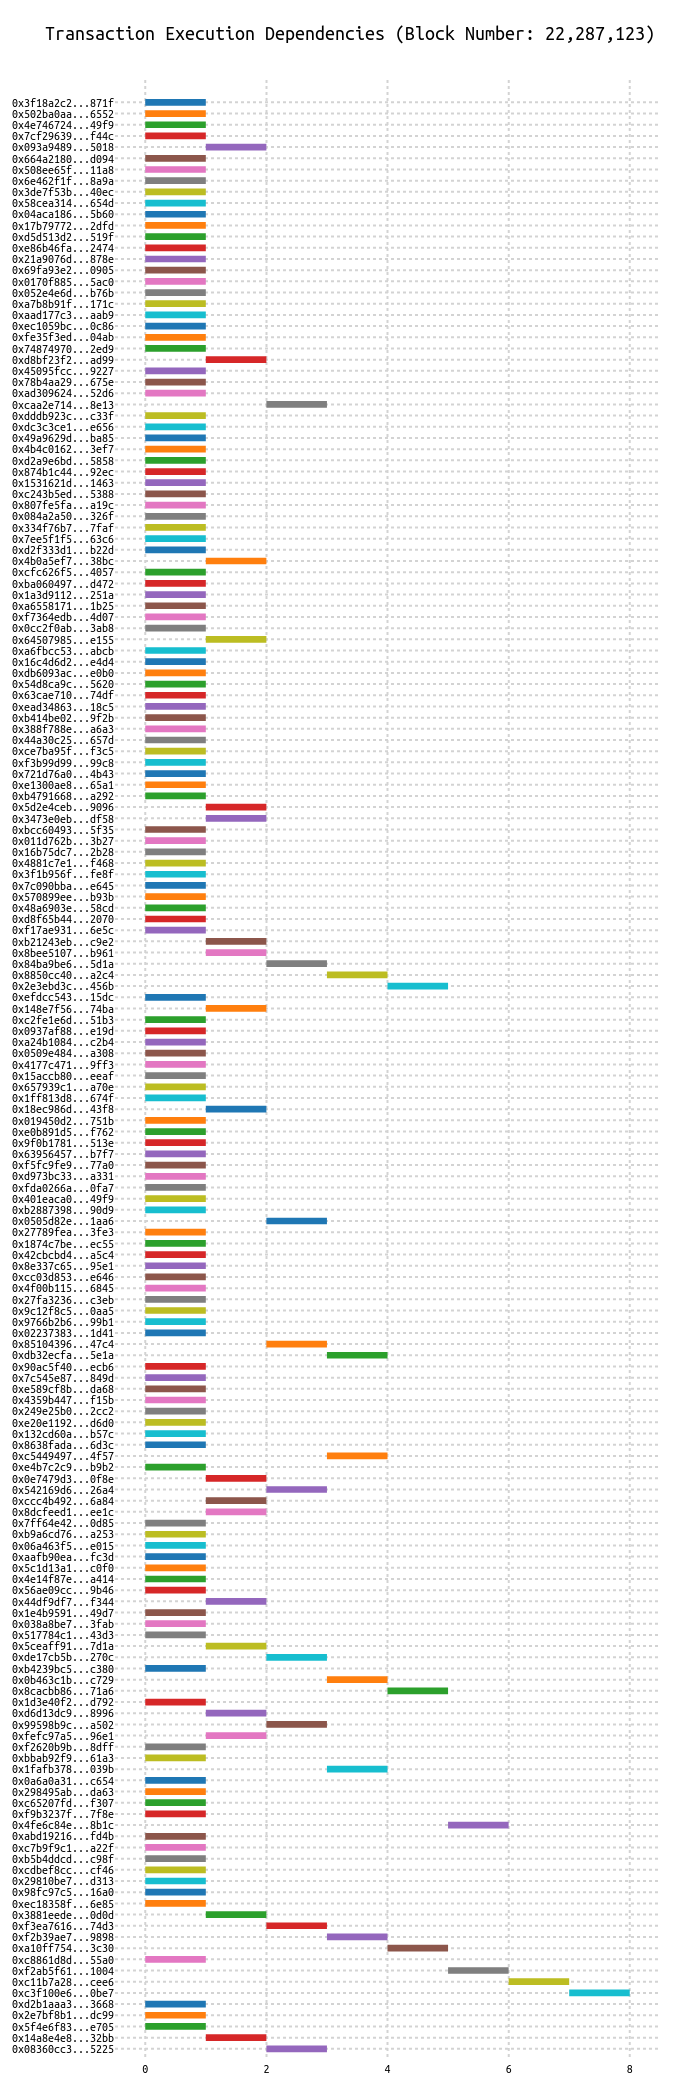 Transaction Execution Dependencies (Block Number: 22,287,123)
0x3f18a2c2...871f
0x502ba0aa...6552
0x4e746724...49f9
0x7cf29639...f44c
0x093a9489...5018
0x664a2180...d094
0x508ee65f...11a8
0x6e462f1f...8a9a
0x3de7f53b...40ec
0x58cea314...654d
0x04aca186...5b60
0x17b79772...2dfd
0xd5d513d2...519f
0xe86b46fa...2474
0x21a9076d...878e
0x69fa93e2...0905
0x0170f885...5ac0
0x052e4e6d...b76b
0xa7b8b91f...171c
0xaad177c3...aab9
0xec1059bc...0c86
0xfe35f3ed...04ab
0x74874970...2ed9
0xd8bf23f2...ad99
0x45095fcc...9227
0x78b4aa29...675e
0xad309624...52d6
0xcaa2e714...8e13
0xdddb923c...c33f
0xdc3c3ce1...e656
0x49a9629d...ba85
0x4b4c0162...3ef7
0xd2a9e6bd...5858
0x874b1c44...92ec
0x1531621d...1463
0xc243b5ed...5388
0x807fe5fa...a19c
0x084a2a50...326f
0x334f76b7...7faf
0x7ee5f1f5...63c6
0xd2f333d1...b22d
0x4b0a5ef7...38bc
0xcfc626f5...4057
0xba060497...d472
0x1a3d9112...251a
0xa6558171...1b25
0xf7364edb...4d07
0x0cc2f0ab...3ab8
0x64507985...e155
0xa6fbcc53...abcb
0x16c4d6d2...e4d4
0xdb6093ac...e0b0
0x54d8ca9c...5620
0x63cae710...74df
0xead34863...18c5
0xb414be02...9f2b
0x388f788e...a6a3
0x44a30c25...657d
0xce7ba95f...f3c5
0xf3b99d99...99c8
0x721d76a0...4b43
0xe1300ae8...65a1
0xb4791668...a292
0x5d2e4ceb...9096
0x3473e0eb...df58
0xbcc60493...5f35
0x011d762b...3b27
0x16b75dc7...2b28
0x4881c7e1...f468
0x3f1b956f...fe8f
0x7c090bba...e645
0x570899ee...b93b
0x48a6903e...58cd
0xd8f65b44...2070
0xf17ae931...6e5c
0xb21243eb...c9e2
0x8bee5107...b961
0x84ba9be6...5d1a
0x8850cc40...a2c4
0x2e3ebd3c...456b
0xefdcc543...15dc
0x148e7f56...74ba
0xc2fe1e6d...51b3
0x0937af88...e19d
0xa24b1084...c2b4
0x0509e484...a308
0x4177c471...9ff3
0x15accb80...eeaf
0x657939c1...a70e
0x1ff813d8...674f
0x18ec986d...43f8
0x019450d2...751b
0xe0b891d5...f762
0x9f0b1781...513e
0x63956457...b7f7
0xf5fc9fe9...77a0
0xd973bc33...a331
0xfda0266a...0fa7
0x401eaca0...49f9
0xb2887398...90d9
0x0505d82e...1aa6
0x27789fea...3fe3
0x1874c7be...ec55
0x42cbcbd4...a5c4
0x8e337c65...95e1
0xcc03d853...e646
0x4f00b115...6845
0x27fa3236...c3eb
0x9c12f8c5...0aa5
0x9766b2b6...99b1
0x02237383...1d41
0x85104396...47c4
0xdb32ecfa...5e1a
0x90ac5f40...ecb6
0x7c545e87...849d
0xe589cf8b...da68
0x4359b447...f15b
0x249e25b0...2cc2
0xe20e1192...d6d0
0x132cd60a...b57c
0x8638fada...6d3c
0xc5449497...4f57
0xe4b7c2c9...b9b2
0x0e7479d3...0f8e
0x542169d6...26a4
0xccc4b492...6a84
0x8dcfeed1...ee1c
0x7ff64e42...0d85
0xb9a6cd76...a253
0x06a463f5...e015
0xaafb90ea...fc3d
0x5c1d13a1...c0f0
0x4e14f87e...a414
0x56ae09cc...9b46
0x44df9df7...f344
0x1e4b9591...49d7
0x038a8be7...3fab
0x517784c1...43d3
0x5ceaff91...7d1a
0xde17cb5b...270c
0xb4239bc5...c380
0x0b463c1b...c729
0x8cacbb86...71a6
0x1d3e40f2...d792
0xd6d13dc9...8996
0x99598b9c...a502
0xfefc97a5...96e1
0xf2620b9b...8dff
0xbbab92f9...61a3
0x1fafb378...039b
0x0a6a0a31...c654
0x298495ab...da63
0xc65207fd...f307
0xf9b3237f...7f8e
0x4fe6c84e...8b1c
0xabd19216...fd4b
0xc7b9f9c1...a22f
0xb5b4ddcd...c98f
0xcdbef8cc...cf46
0x29810be7...d313
0x98fc97c5...16a0
0xec18358f...6e85
0x3881eede...0d0d
0xf3ea7616...74d3
0xf2b39ae7...9898
0xa10ff754...3c30
0xc8861d8d...55a0
0xf2ab5f61...1004
0xc11b7a28...cee6
0xc3f100e6...0be7
0xd2b1aaa3...3668
0x2e7bf8b1...dc99
0x5f4e6f83...e705
0x14a8e4e8...32bb
0x08360cc3...5225
0 2 4 6 8